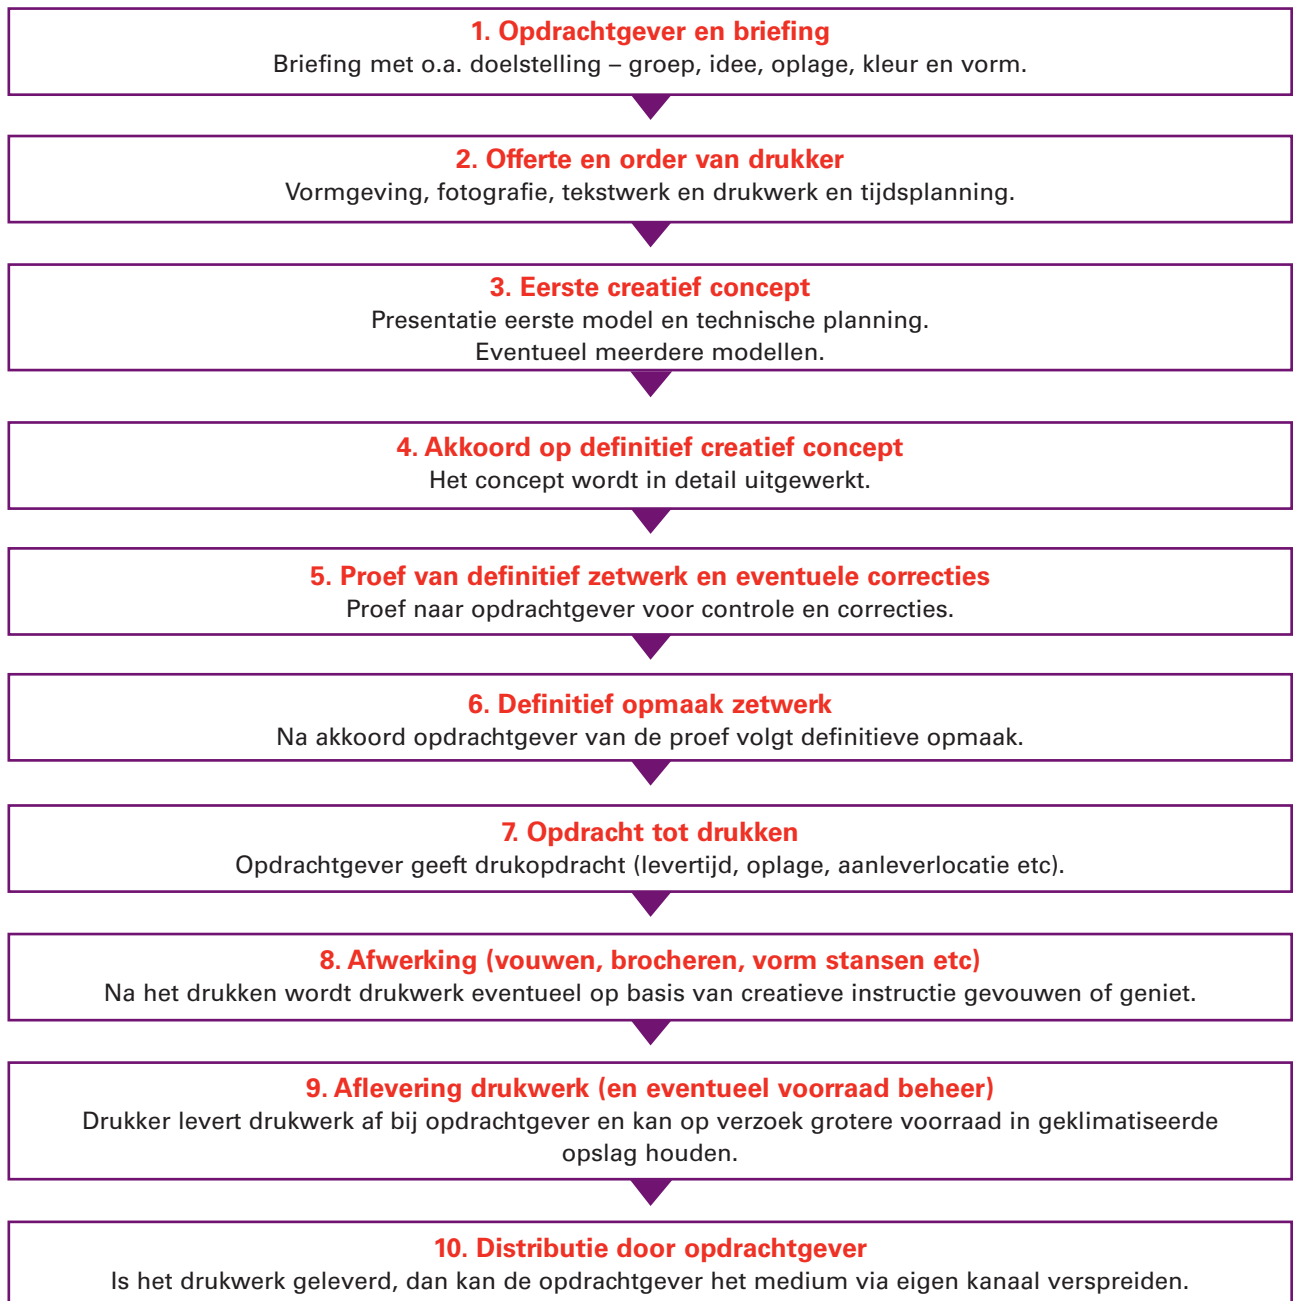 1. Opdrachtgever en briefing
Briefing met o.a. doelstelling – groep, idee, oplage, kleur en vorm.
2. Offerte en order van drukker
Vormgeving, fotografie, tekstwerk en drukwerk en tijdsplanning.
3. Eerste creatief concept
Presentatie eerste model en technische planning.
Eventueel meerdere modellen.
4. Akkoord op definitief creatief concept
Het concept wordt in detail uitgewerkt.
5. Proef van definitief zetwerk en eventuele correcties
Proef naar opdrachtgever voor controle en correcties.
6. Definitief opmaak zetwerk
Na akkoord opdrachtgever van de proef volgt definitieve opmaak.
7. Opdracht tot drukken
Opdrachtgever geeft drukopdracht (levertijd, oplage, aanleverlocatie etc).
8. Afwerking (vouwen, brocheren, vorm stansen etc)
Na het drukken wordt drukwerk eventueel op basis van creatieve instructie gevouwen of geniet.
9. Aflevering drukwerk (en eventueel voorraad beheer)
Drukker levert drukwerk af bij opdrachtgever en kan op verzoek grotere voorraad in geklimatiseerde
opslag houden.
10. Distributie door opdrachtgever
Is het drukwerk geleverd, dan kan de opdrachtgever het medium via eigen kanaal verspreiden.